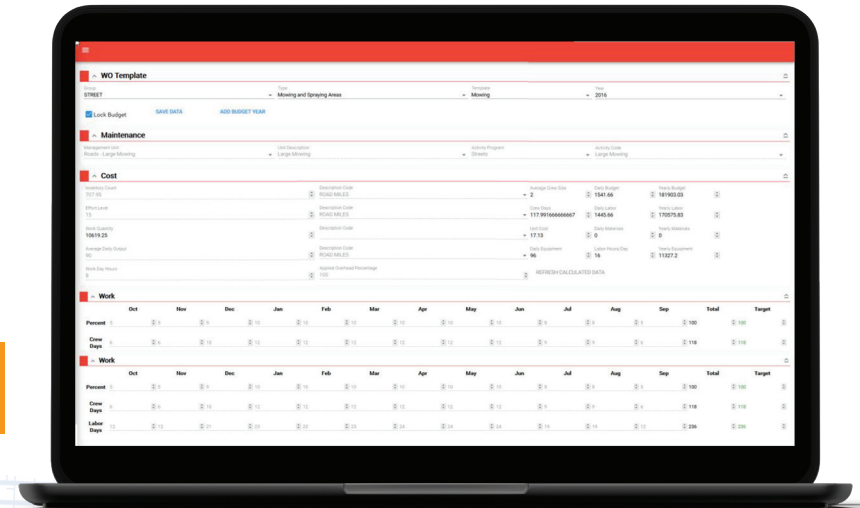 WO Template
Group Type Template Year
STREET Mowing and Spraying Areas Mowing 2016
Lock Budget SAVE DATA ADD BUDGET YEAR
Maintenance
Management Unit Unit Description Activity Program Activity Code
Roads - Large Mowing Large Mowing Streets Large Mowing
Cost
Inventory Count Description Code Average Crew Size Daily Budget Yearly Budget
707.95 ROAD MILES 2 1541.66 181903.03
Effort Level Description Code Crew Days Daily Labor Yearly Labor
15 ROAD MILES 117.991666666667 1445.66 170575.83
Work Quantity Description Code Unit Cost Daily Materials Yearly Materials
10619.25 17.13 0 0
Average Daily Output Description Code Daily Equipment Labor Hours/Day Yearly Equipment
90 ROAD MILES 96 16 11327.2
Work Day Hours Applied Overhead Percentage
8 100 REFRESH CALCULATED DATA
Work
Oct Nov Dec Jan Feb Mar Apr May Jun Jul Aug Sep Total Target
Percent 100 100
Crew Days 118 118
Work
Oct Nov Dec Jan Feb Mar Apr May Jun Jul Aug Sep Total Target
Percent 100 100
Crew Days 118 118
Labor Days 236 236